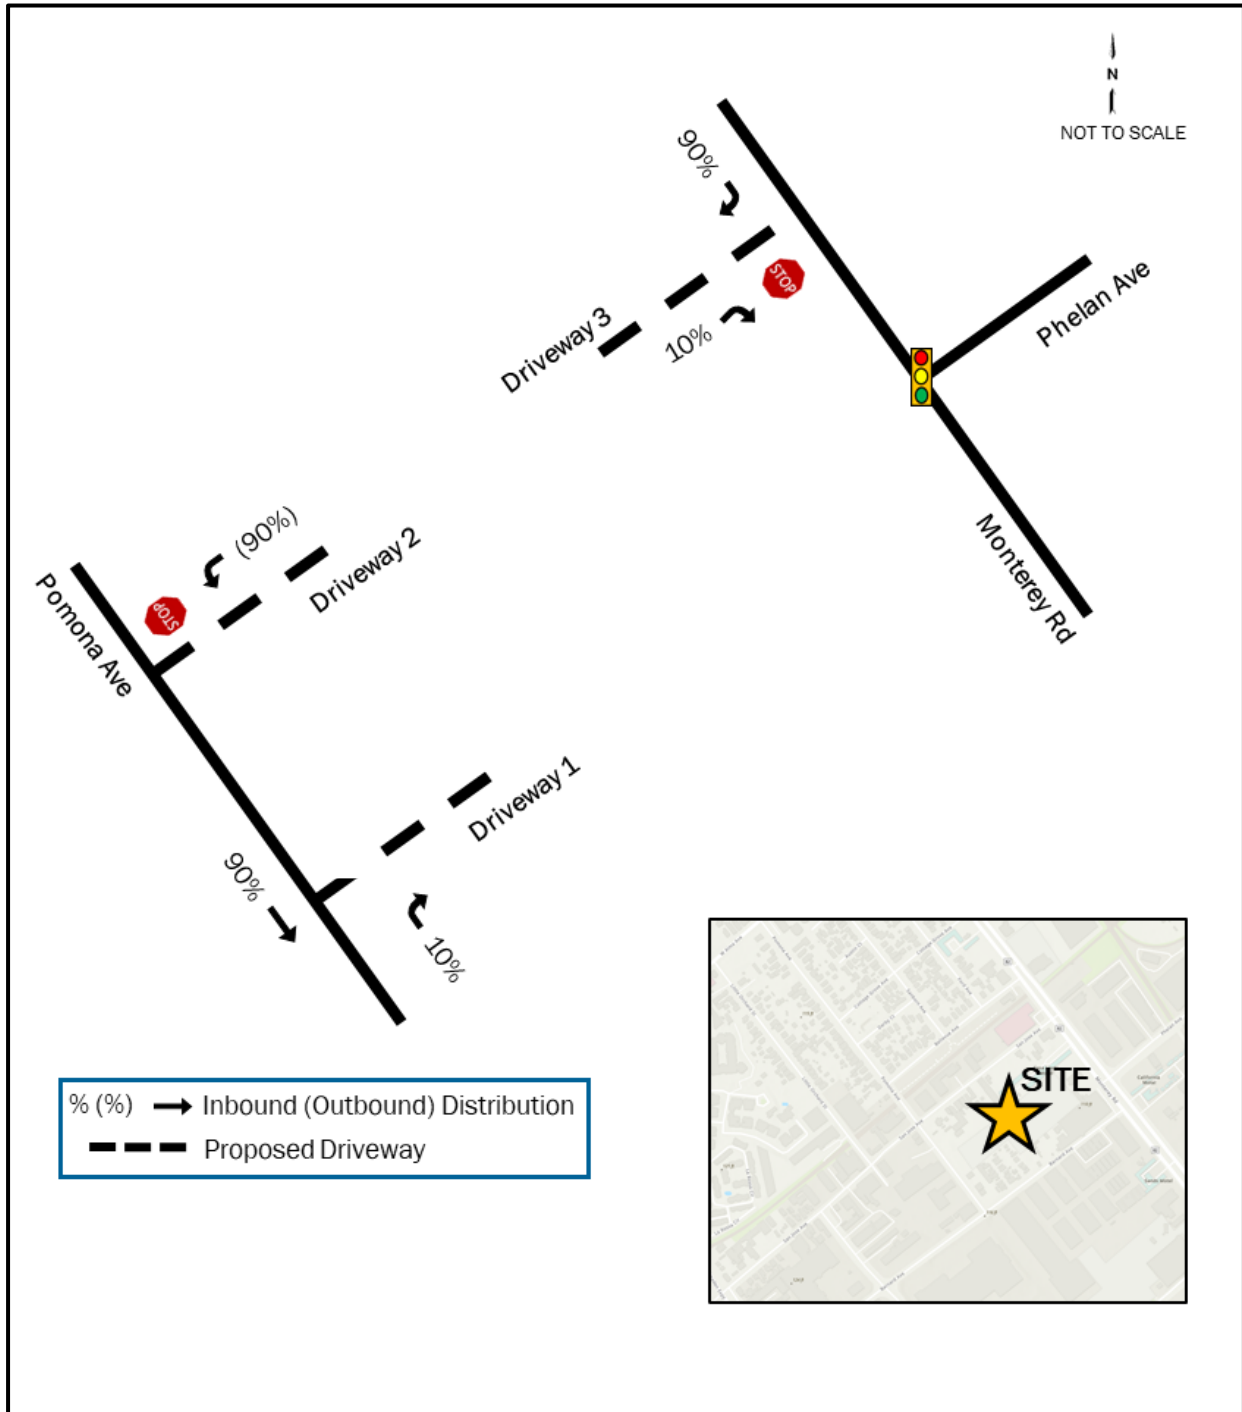 N
NOT TO SCALE
90%
STOP
Driveway 3
10%
Phelan Ave
Monterey Rd
(90%)
STOP
Driveway 2
Pomona Ave
Driveway 1
90%
10%
SITE
% (%) Inbound (Outbound) Distribution
Proposed Driveway